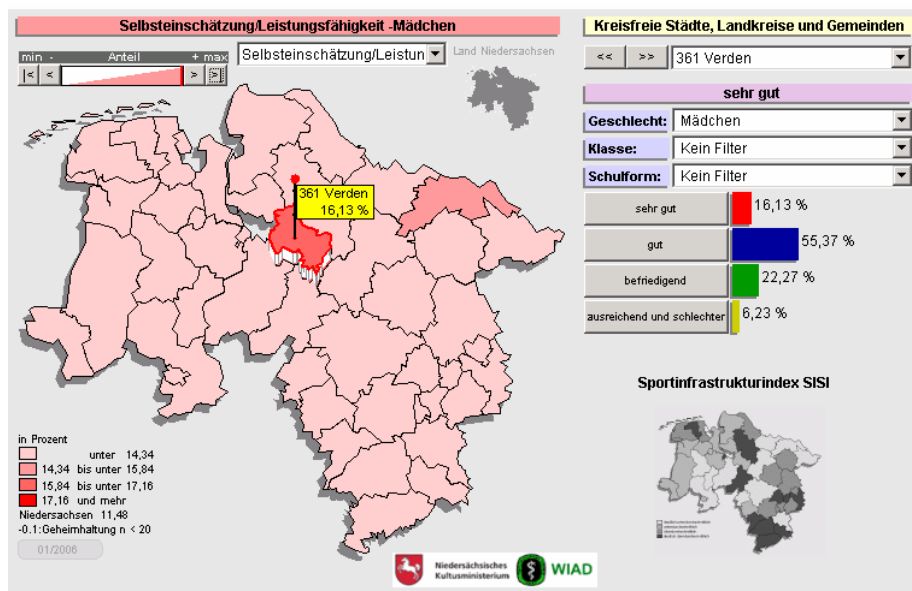 Selbsteinschätzung/Leistungsfähigkeit -Mädchen
min - Anteil + max
|< < > >|
Selbsteinschätzung/Leistun
Land Niedersachsen
361 Verden
16,13 %
in Prozent
unter 14,34
14,34 bis unter 15,84
15,84 bis unter 17,16
17,16 und mehr
Niedersachsen 11,48
-0.1:Geheimhaltung n < 20
01/2006
Kreisfreie Städte, Landkreise und Gemeinden
<< >> 361 Verden
sehr gut
Geschlecht: Mädchen
Klasse: Kein Filter
Schulform: Kein Filter
sehr gut 16,13 %
gut 55,37 %
befriedigend 22,27 %
ausreichend und schlechter 6,23 %
Sportinfrastrukturindex SISI
Niedersächsisches
Kultusministerium
WIAD